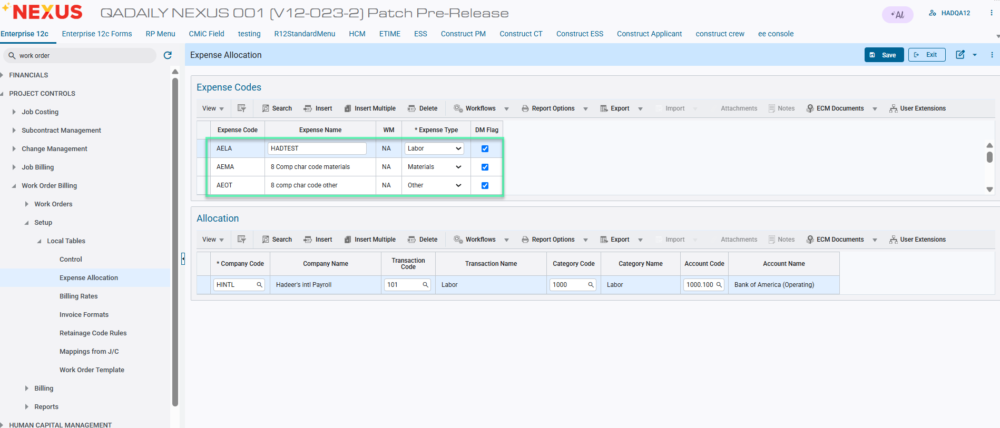 NEXUS
QADAILY NEXUS 001 (V12-023-2) Patch Pre-Release
AI
HADQA12
Enterprise 12c
Enterprise 12c Forms
RP Menu
CMiC Field
testing
R12StandardMenu
HCM
ETIME
ESS
Construct PM
Construct CT
Construct ESS
Construct Applicant
construct crew
ee console
work order
FINANCIALS
PROJECT CONTROLS
Job Costing
Subcontract Management
Change Management
Job Billing
Work Order Billing
Work Orders
Setup
Local Tables
Control
Expense Allocation
Billing Rates
Invoice Formats
Retainage Code Rules
Mappings from J/C
Work Order Template
Billing
Reports
HUMAN CAPITAL MANAGEMENT
Expense Allocation
Save
Exit
Expense Codes
View Search Insert Insert Multiple Delete Workflows Report Options Export Import Attachments Notes ECM Documents User Extensions
Expense Code Expense Name WM * Expense Type DM Flag
AELA HADTEST NA Labor
AEMA 8 Comp char code materials NA Materials
AEOT 8 comp char code other NA Other
Allocation
View Search Insert Insert Multiple Delete Workflows Report Options Export Import Attachments Notes ECM Documents User Extensions
* Company Code Company Name Transaction Code Transaction Name Category Code Category Name Account Code Account Name
HINTL Hadeer's intl Payroll 101 Labor 1000 Labor 1000.100 Bank of America (Operating)